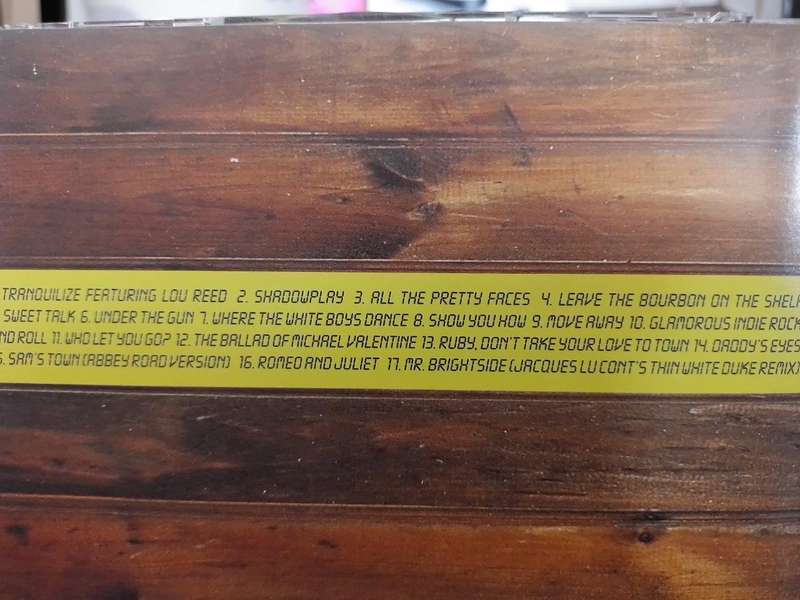 TRANQUILIZE FEATURING LOU REED 2. SHADOWPLAY 3. ALL THE PRETTY FACES 4. LEAVE THE BOURBON ON THE SHELF
SWEET TALK 6. UNDER THE GUN 7. WHERE THE WHITE BOYS DANCE 8. SHOW YOU HOW 9. MOVE AWAY 10. GLAMOROUS INDIE ROCK
ND ROLL 11. WHO LET YOU GO? 12. THE BALLAD OF MICHAEL VALENTINE 13. RUBY, DON'T TAKE YOUR LOVE TO TOWN 14. DADDY'S EYES
5. SAM'S TOWN (ABBEY ROAD VERSION) 16. ROMEO AND JULIET 17. MR. BRIGHTSIDE (JACQUES LU CONT'S THIN WHITE DUKE REMIX)